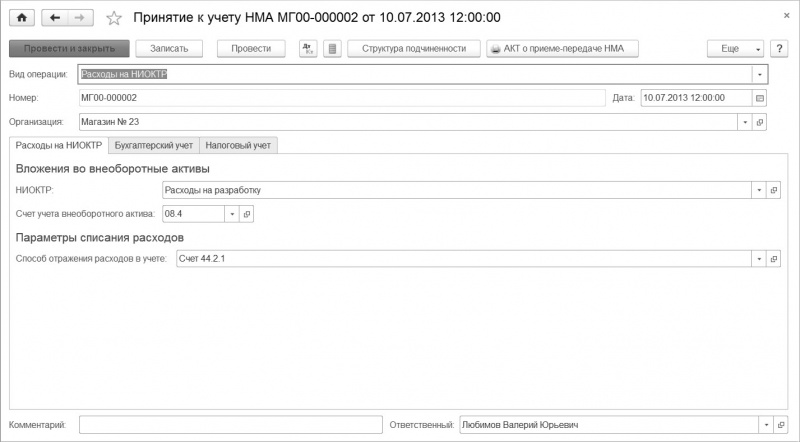 Принятие к учету НМА МГ00-000002 от 10.07.2013 12:00:00
Провести и закрыть Записать Провести Дт Кт Структура подчиненности АКТ о приеме-передаче НМА Еще ?
Вид операции: Расходы на НИОКТР
Номер: МГ00-000002 Дата: 10.07.2013 12:00:00
Организация: Магазин № 23
Расходы на НИОКТР Бухгалтерский учет Налоговый учет
Вложения во внеоборотные активы
НИОКТР: Расходы на разработку
Счет учета внеоборотного актива: 08.4
Параметры списания расходов
Способ отражения расходов в учете: Счет 44.2.1
Комментарий: Ответственный: Любимов Валерий Юрьевич